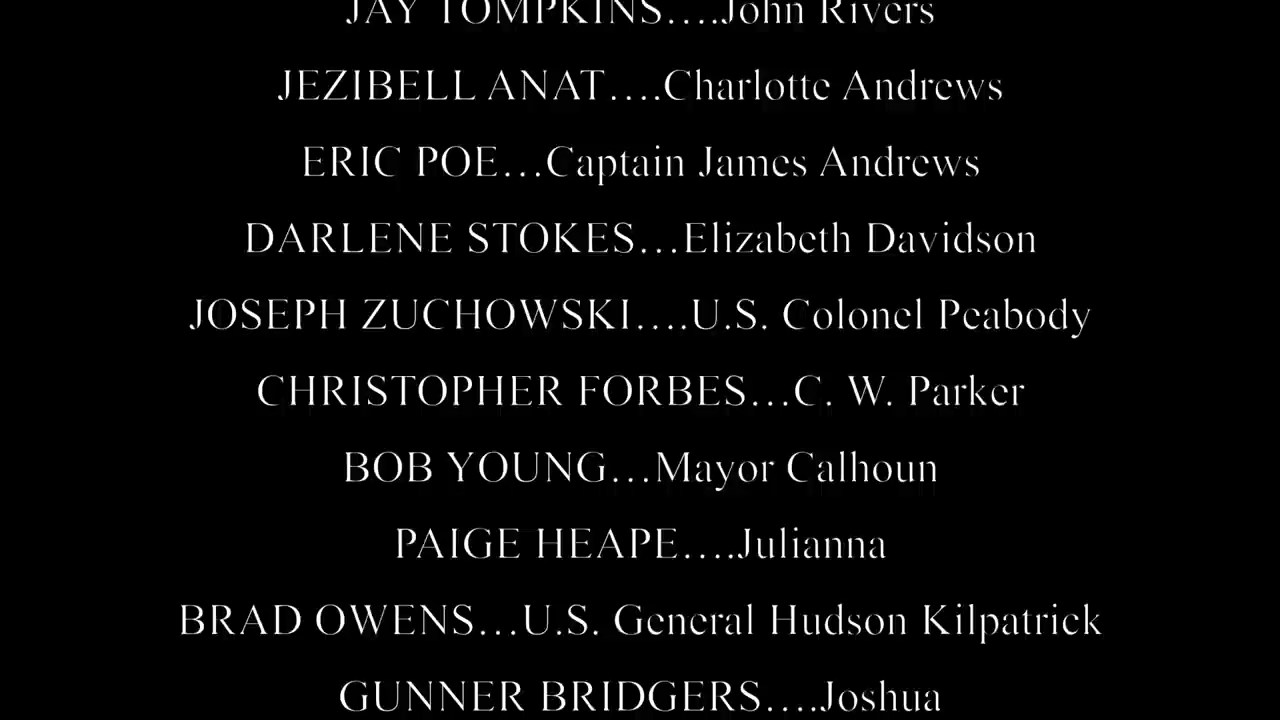 JAY TOMPKINS....John Rivers
JEZIBELL ANAT....Charlotte Andrews
ERIC POE...Captain James Andrews
DARLENE STOKES...Elizabeth Davidson
JOSEPH ZUCHOWSKI....U.S. Colonel Peabody
CHRISTOPHER FORBES...C. W. Parker
BOB YOUNG...Mayor Calhoun
PAIGE HEAPE....Julianna
BRAD OWENS...U.S. General Hudson Kilpatrick
GUNNER BRIDGERS....Joshua